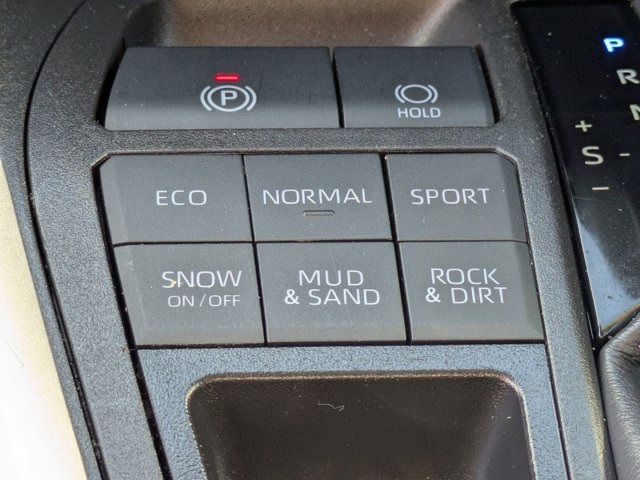 P
HOLD
ECO NORMAL SPORT
SNOW
ON/OFF
MUD
& SAND
ROCK
& DIRT
P
R
N
+
S
-
-